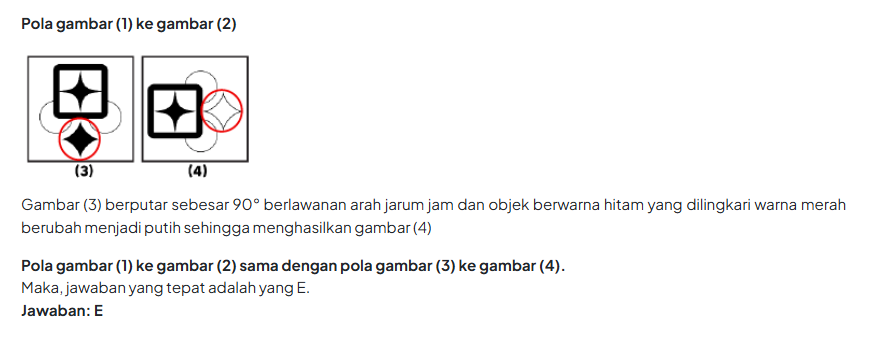 Pola gambar (1) ke gambar (2)
(3) (4)
Gambar (3) berputar sebesar 90° berlawanan arah jarum jam dan objek berwarna hitam yang dilingkari warna merah
berubah menjadi putih sehingga menghasilkan gambar (4)
Pola gambar (1) ke gambar (2) sama dengan pola gambar (3) ke gambar (4).
Maka, jawaban yang tepat adalah yang E.
Jawaban: E